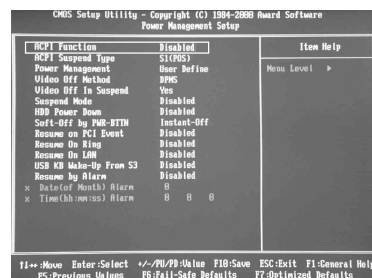 CMOS Setup Utility - Copyright (C) 1984-2008 Award Software
Power Management Setup
ACPI Function Disabled
ACPI Suspend Type S1(POS)
Power Management User Define
Video Off Method DPMS
Video Off In Suspend Yes
Suspend Mode Disabled
HDD Power Down Disabled
Soft-Off by PWR-BTTN Instant-Off
Resume on PCI Event Disabled
Resume On Ring Disabled
Resume On LAN Disabled
USB KB Wake-Up From S3 Disabled
Resume by Alarm Disabled
x Date(of Month) Alarm 0
x Time(hh:mm:ss) Alarm 0 0 0
Item Help
Menu Level ▸
↑↓→←:Move Enter:Select +/-/PU/PD:Value F10:Save ESC:Exit F1:General Help
F5:Previous Values F6:Fail-Safe Defaults F7:Optimized Defaults